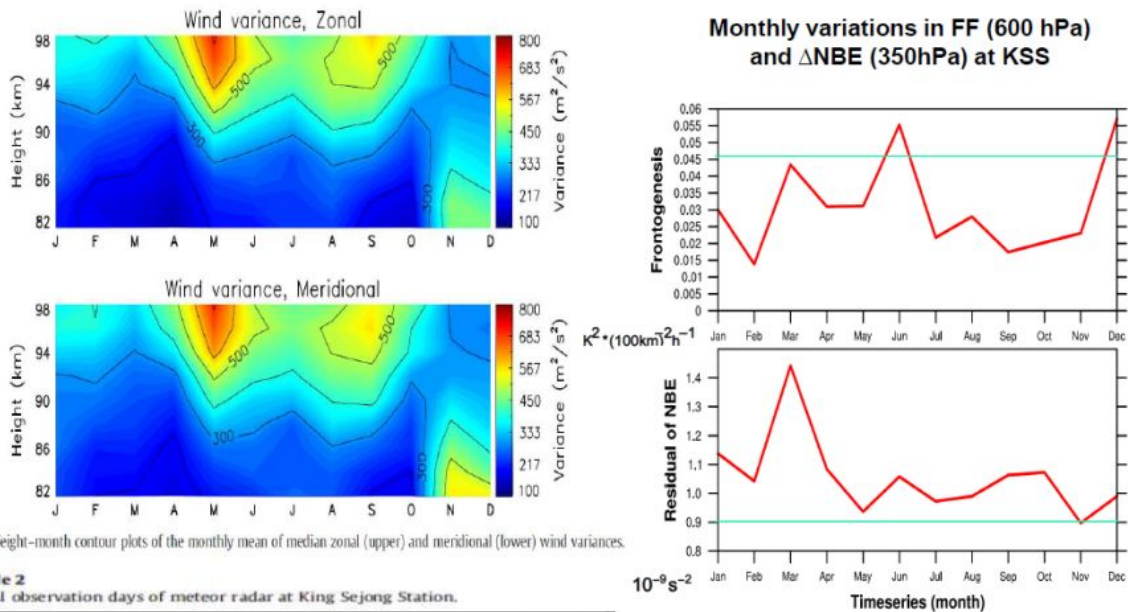 Wind variance, Zonal
Height (km)
98
94
90
86
82
500
500
300
300
J F M A M J J A S O N D
800
683
567
450
333
217
100
Variance (m²/s²)
Wind variance, Meridional
Height (km)
98
94
90
86
82
500
500
300
300
J F M A M J J A S O N D
800
683
567
450
333
217
100
Variance (m²/s²)
eight–month contour plots of the monthly mean of median zonal (upper) and meridional (lower) wind variances.
e 2
l observation days of meteor radar at King Sejong Station.
Monthly variations in FF (600 hPa)
and ΔNBE (350hPa) at KSS
Frontogenesis
0.06
0.055
0.05
0.045
0.04
0.035
0.03
0.025
0.02
0.015
0.01
0.005
0
Jan Feb Mar Apr May Jun Jul Aug Sep Oct Nov Dec
K²*(100km)⁻²h⁻¹
Residual of NBE
1.4
1.3
1.2
1.1
1.0
0.9
0.8
Jan Feb Mar Apr May Jun Jul Aug Sep Oct Nov Dec
10⁻⁹s⁻²
Timeseries (month)